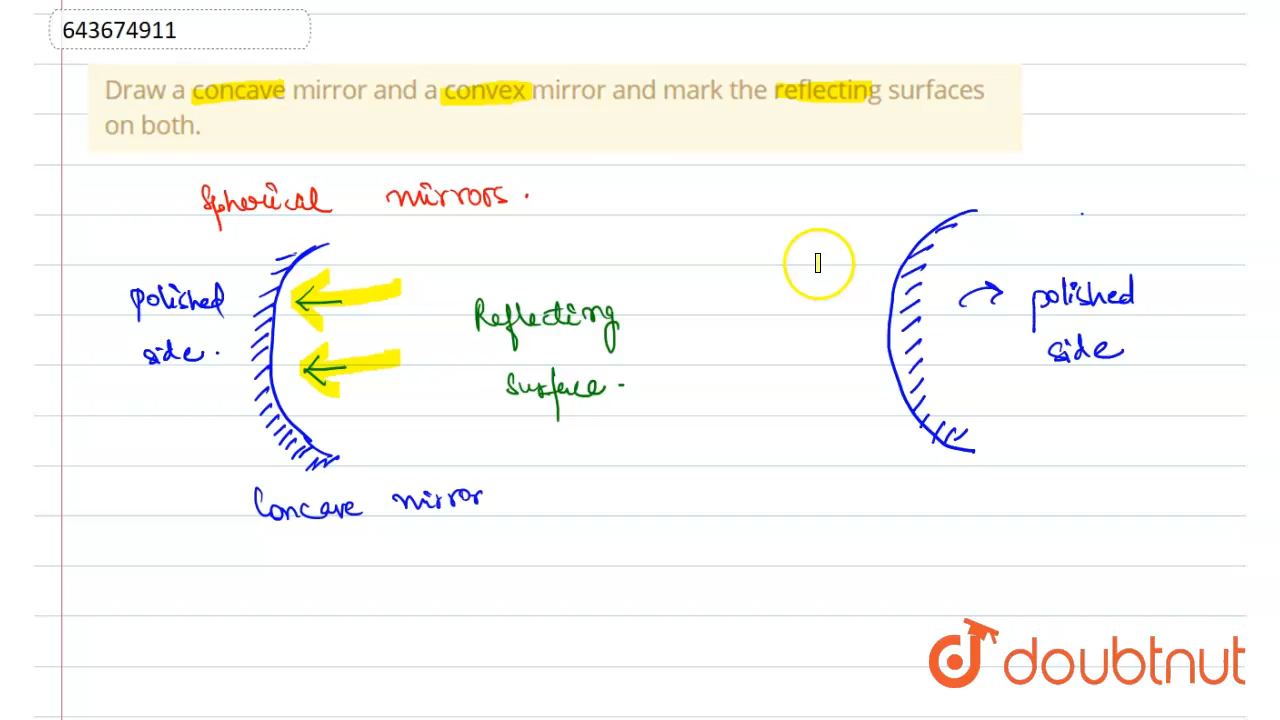 643674911
Draw a concave mirror and a convex mirror and mark the reflecting surfaces
on both.
Spherical mirrors.
polished
side.
Reflecting
surface.
Concave mirror
polished
side
doubtnut